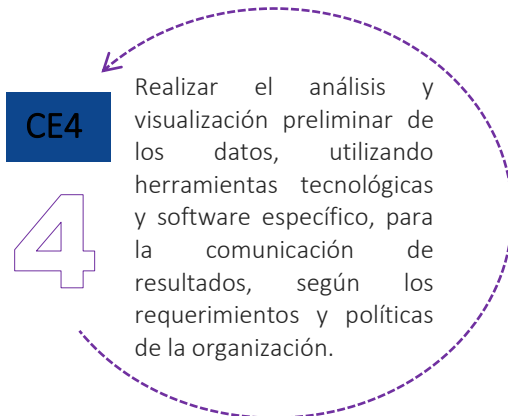 CE4
4
Realizar el análisis y
visualización preliminar de
los datos, utilizando
herramientas tecnológicas
y software específico, para
la comunicación de
resultados, según los
requerimientos y políticas
de la organización.